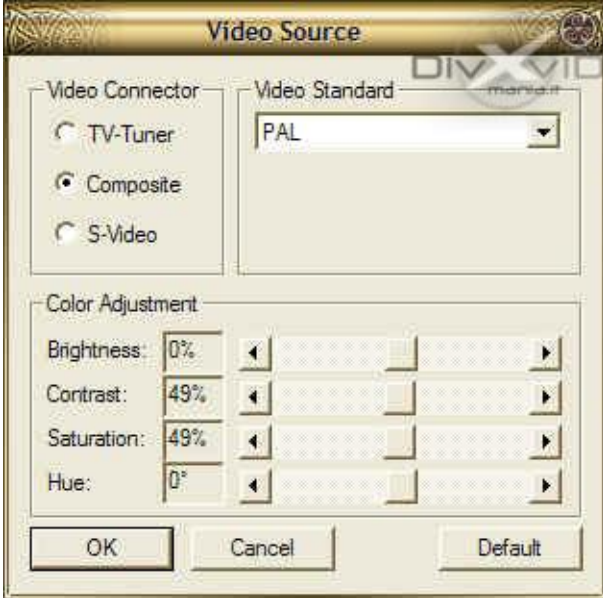 Video Source
DivXvid
mania.it
Video Connector
TV-Tuner
Composite
S-Video
Video Standard
PAL
Color Adjustment
Brightness: 0%
Contrast: 49%
Saturation: 49%
Hue: 0°
OK Cancel Default